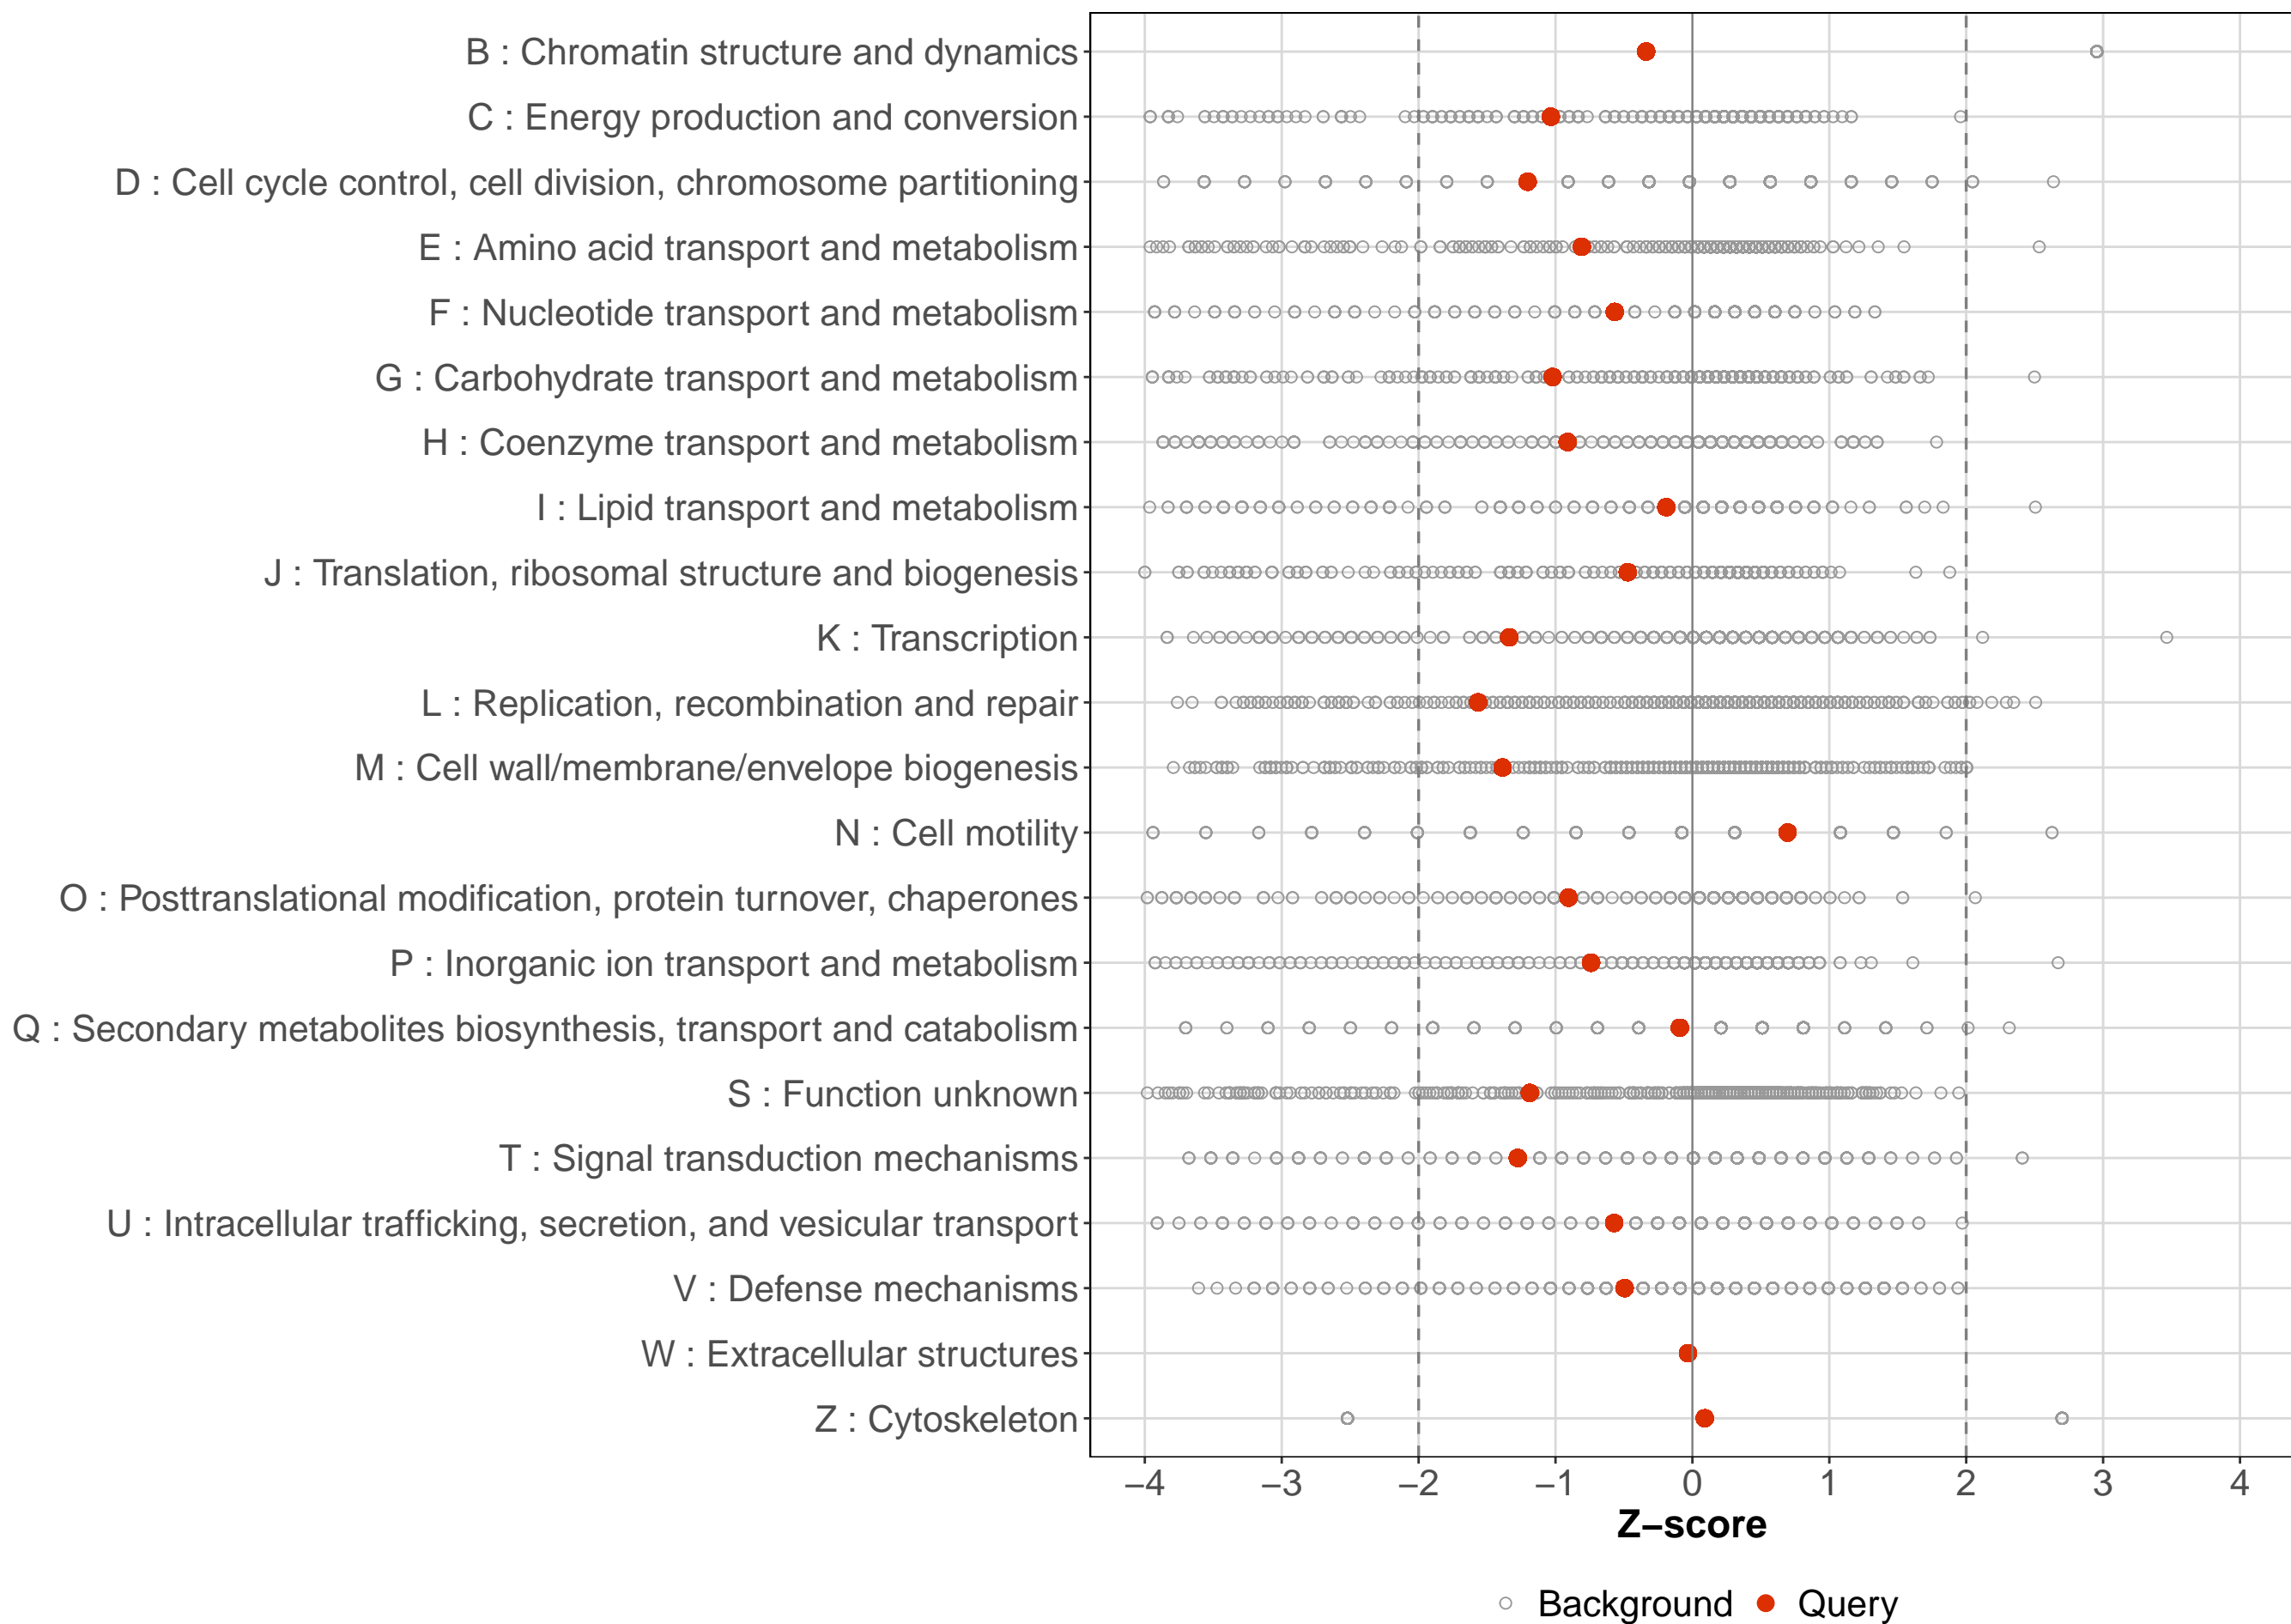 B : Chromatin structure and dynamics
C : Energy production and conversion
D : Cell cycle control, cell division, chromosome partitioning
E : Amino acid transport and metabolism
F : Nucleotide transport and metabolism
G : Carbohydrate transport and metabolism
H : Coenzyme transport and metabolism
I : Lipid transport and metabolism
J : Translation, ribosomal structure and biogenesis
K : Transcription
L : Replication, recombination and repair
M : Cell wall/membrane/envelope biogenesis
N : Cell motility
O : Posttranslational modification, protein turnover, chaperones
P : Inorganic ion transport and metabolism
Q : Secondary metabolites biosynthesis, transport and catabolism
S : Function unknown
T : Signal transduction mechanisms
U : Intracellular trafficking, secretion, and vesicular transport
V : Defense mechanisms
W : Extracellular structures
Z : Cytoskeleton
−4 −3 −2 −1 0 1 2 3 4
Z−score
Background Query